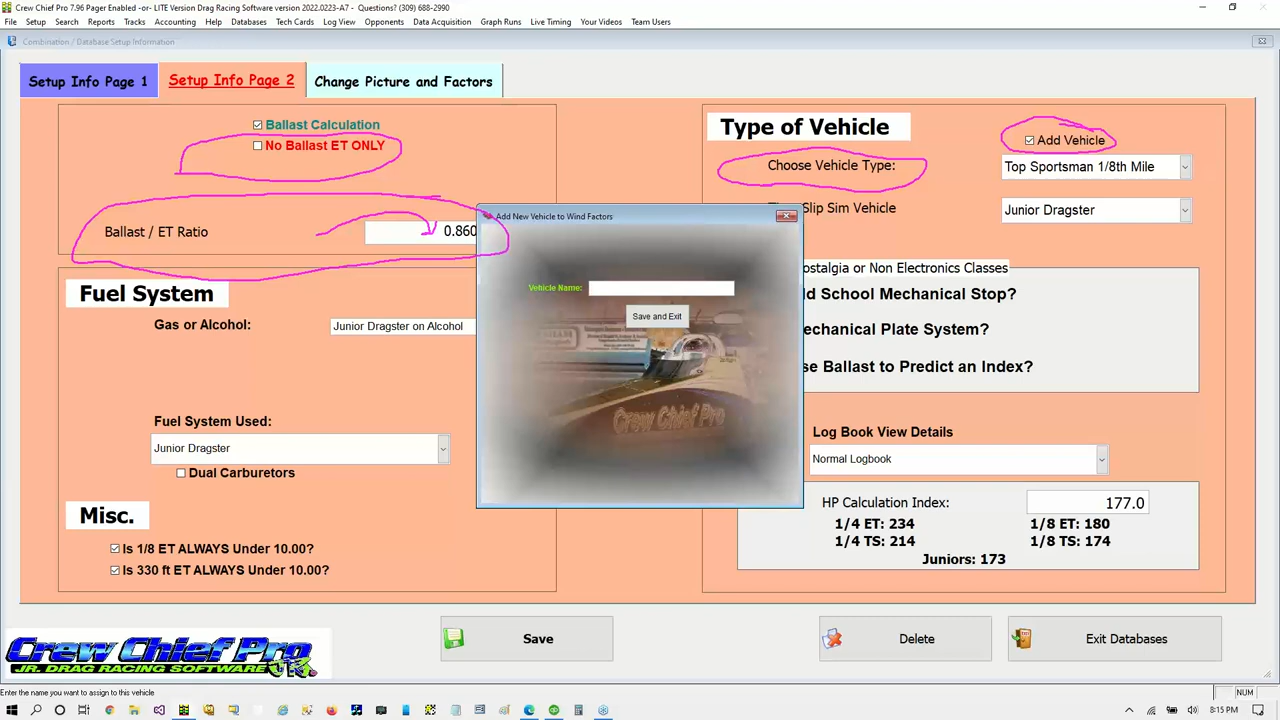 Crew Chief Pro 7.96 Pager Enabled -or- LITE Version Drag Racing Software version 2022.0223-A7 - Questions? (309) 688-2990
File Setup Search Reports Tracks Accounting Help Databases Tech Cards Log View Opponents Data Acquisition Graph Runs Live Timing Your Videos Team Users
Combination / Database Setup Information
Setup Info Page 1 Setup Info Page 2 Change Picture and Factors
Ballast Calculation
No Ballast ET ONLY
Ballast / ET Ratio 0.860
Type of Vehicle
Add Vehicle
Choose Vehicle Type: Top Sportsman 1/8th Mile
Slip Sim Vehicle Junior Dragster
Add New Vehicle to Wind Factors
Vehicle Name:
Save and Exit
Crew Chief Pro
Fuel System
Gas or Alcohol: Junior Dragster on Alcohol
Fuel System Used:
Junior Dragster
Dual Carburetors
ostalgia or Non Electronics Classes
d School Mechanical Stop?
echanical Plate System?
se Ballast to Predict an Index?
Log Book View Details
Normal Logbook
HP Calculation Index: 177.0
1/4 ET: 234 1/8 ET: 180
1/4 TS: 214 1/8 TS: 174
Juniors: 173
Misc.
Is 1/8 ET ALWAYS Under 10.00?
Is 330 ft ET ALWAYS Under 10.00?
Save Delete Exit Databases
Crew Chief Pro
JR. DRAG RACING SOFTWARE
Enter the name you want to assign to this vehicle NUM
8:15 PM